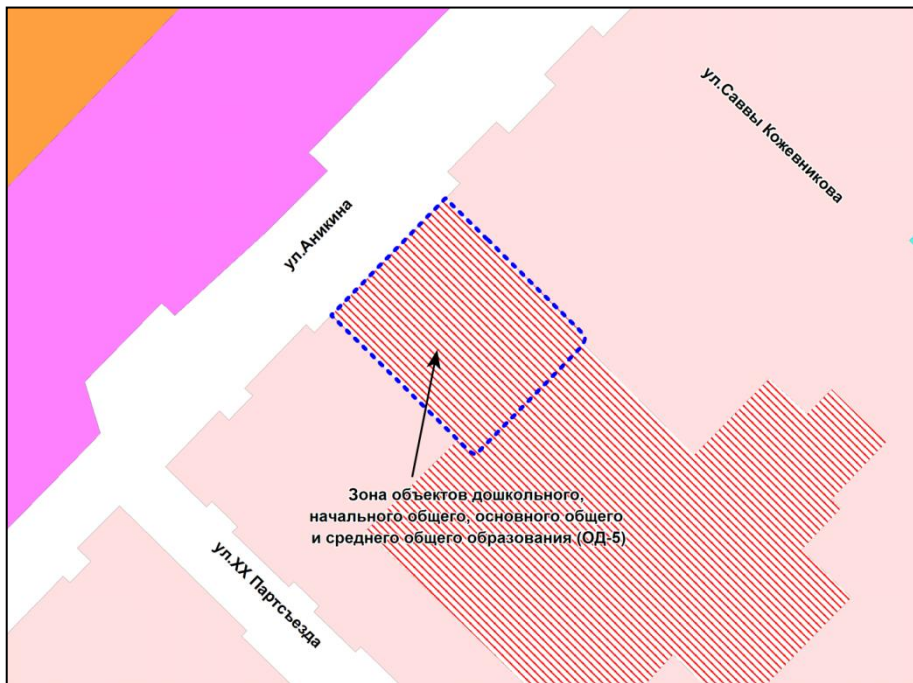 ул.Саввы Кожевникова
ул.Аникина
Зона объектов дошкольного,
начального общего, основного общего
и среднего общего образования (ОД-5)
ул.XX Партсъезда